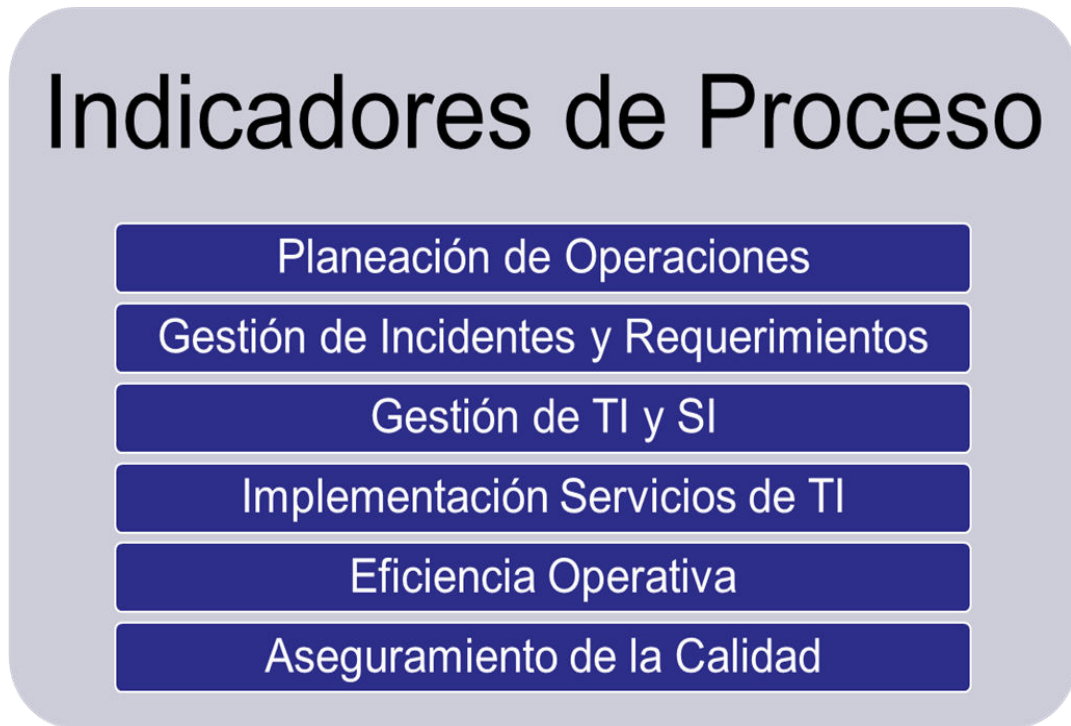 Indicadores de Proceso
Planeación de Operaciones
Gestión de Incidentes y Requerimientos
Gestión de TI y SI
Implementación Servicios de TI
Eficiencia Operativa
Aseguramiento de la Calidad